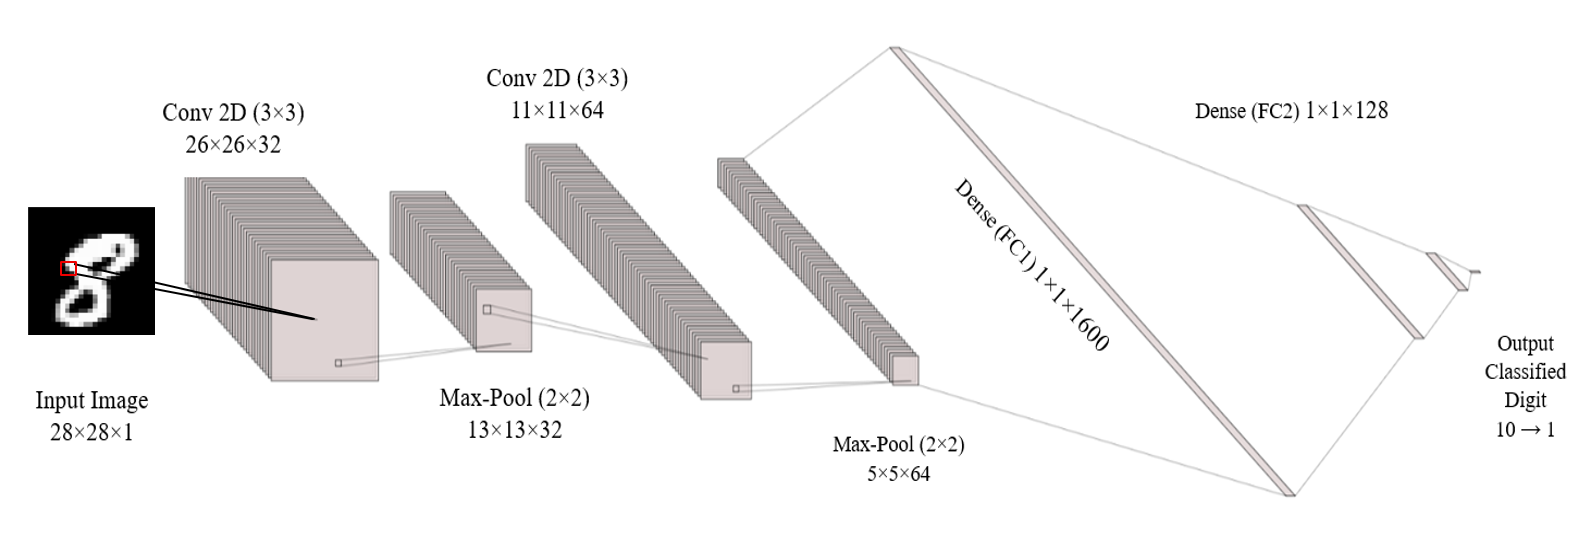 Input Image
28×28×1
Conv 2D (3×3)
26×26×32
Max-Pool (2×2)
13×13×32
Conv 2D (3×3)
11×11×64
Max-Pool (2×2)
5×5×64
Dense (FC1) 1×1×1600
Dense (FC2) 1×1×128
Output
Classified
Digit
10 → 1